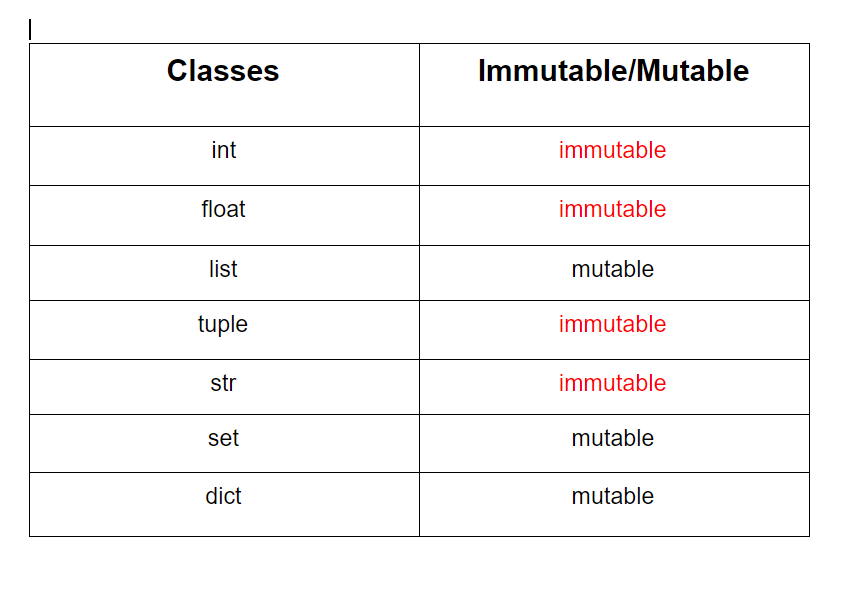 Classes Immutable/Mutable
int immutable
float immutable
list mutable
tuple immutable
str immutable
set mutable
dict mutable